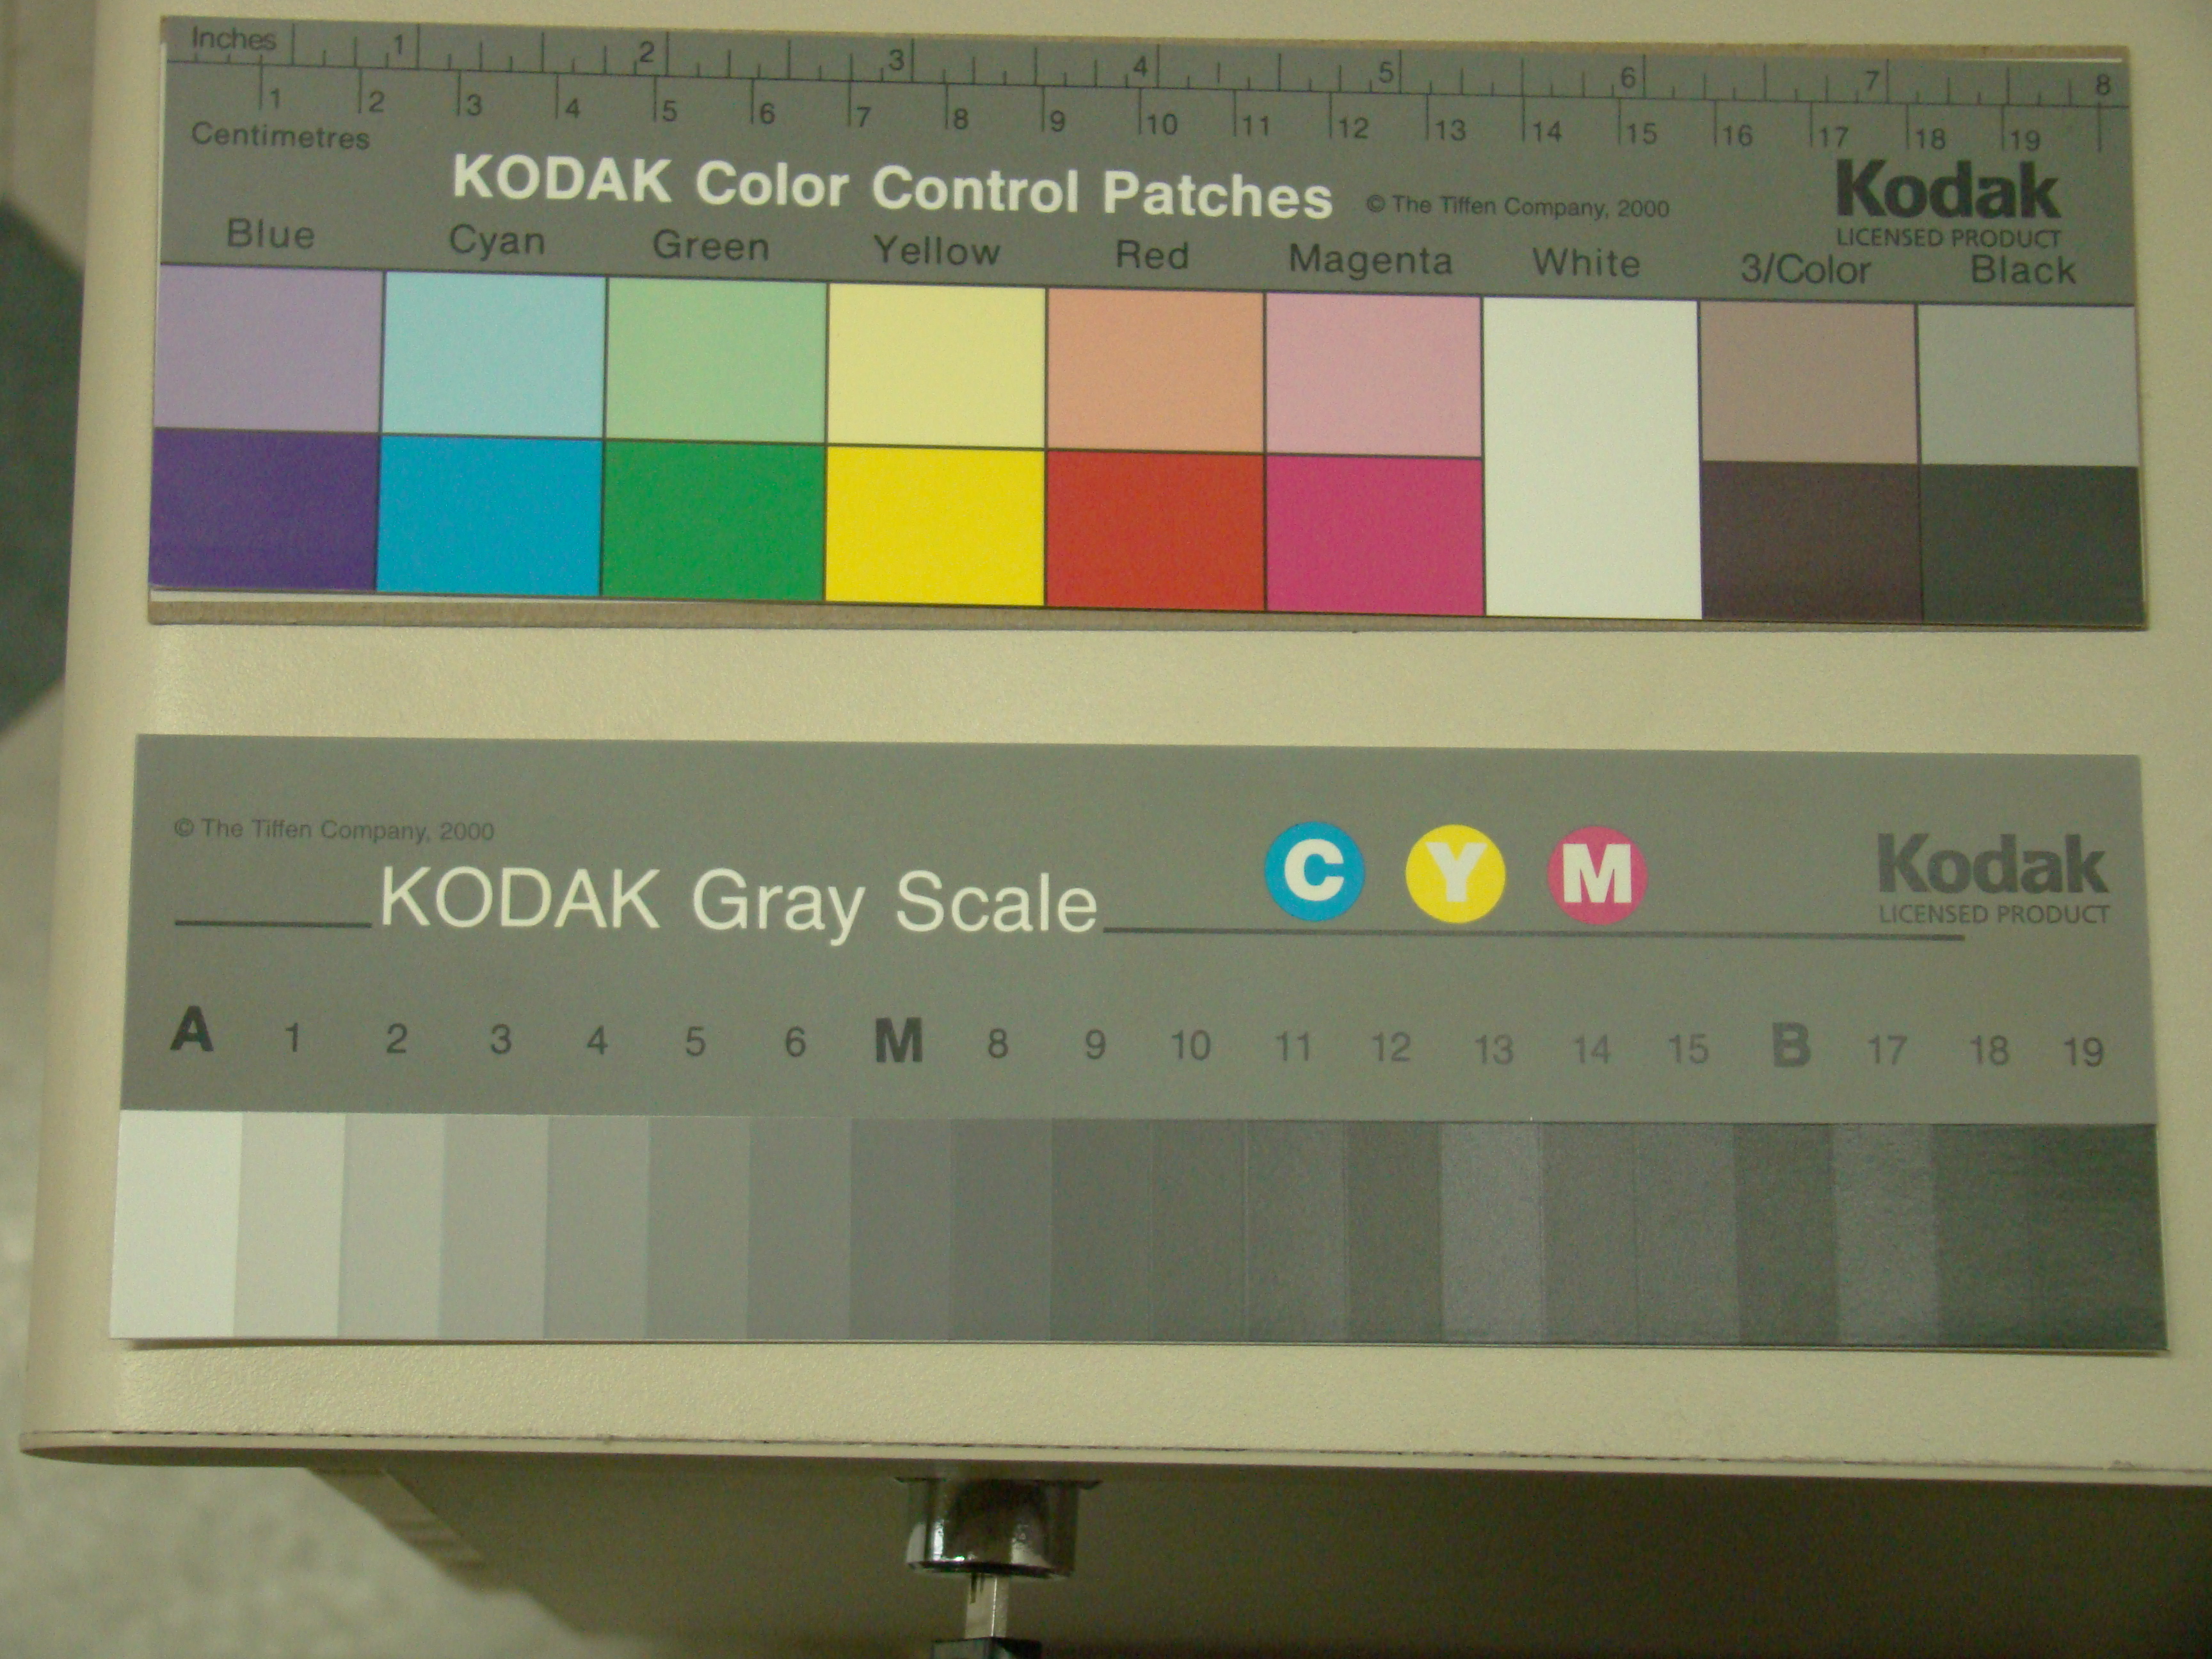 Inches 1 2 3 4 5 6 7 8
1 2 3 4 5 6 7 8 9 10 11 12 13 14 15 16 17 18 19
Centimetres
KODAK Color Control Patches © The Tiffen Company, 2000 Kodak
LICENSED PRODUCT
Blue Cyan Green Yellow Red Magenta White 3/Color Black
© The Tiffen Company, 2000
KODAK Gray Scale C Y M Kodak
LICENSED PRODUCT
A 1 2 3 4 5 6 M 8 9 10 11 12 13 14 15 B 17 18 19